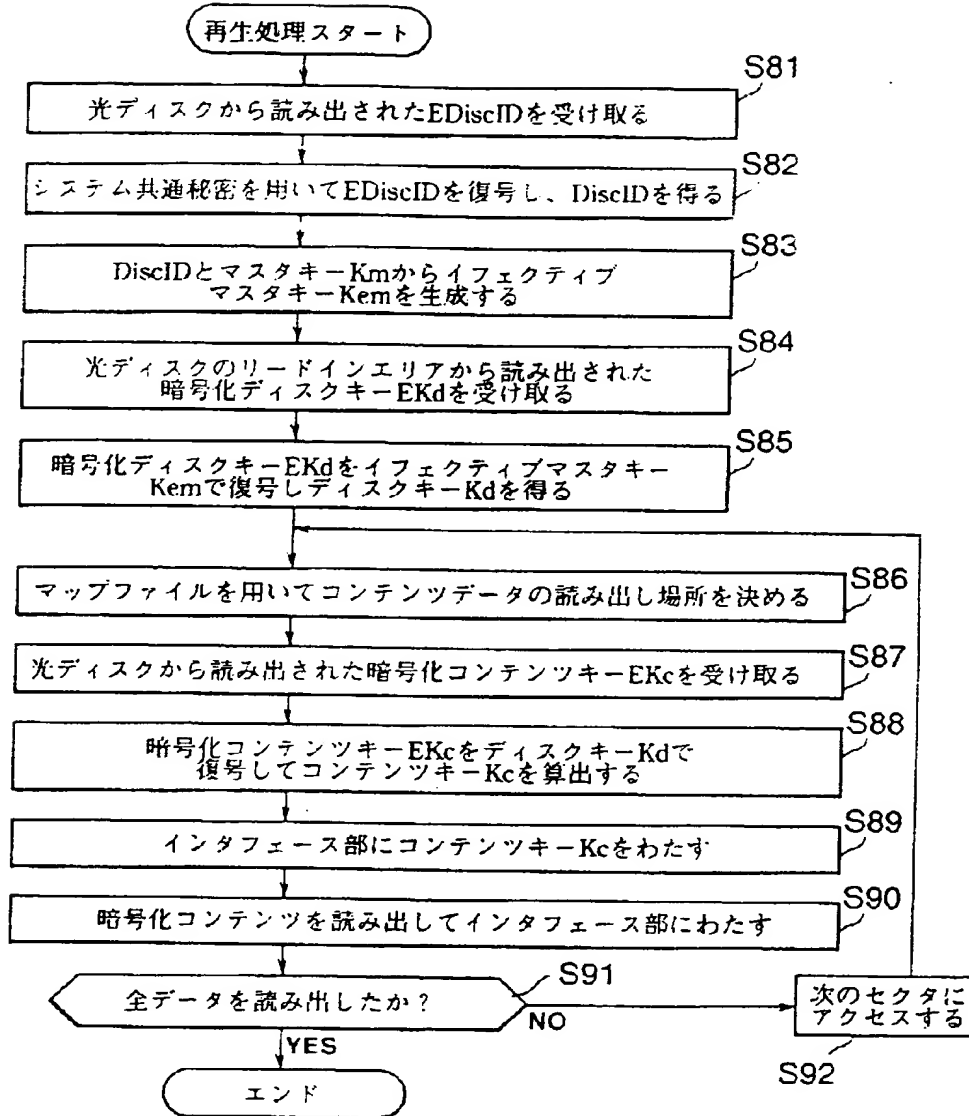 再生処理スタート
S81
光ディスクから読み出されたEDiscIDを受け取る
S82
システム共通秘密を用いてEDiscIDを復号し、DiscIDを得る
S83
DiscIDとマスタキーKmからイフェクティブ
マスタキーKemを生成する
S84
光ディスクのリードインエリアから読み出された
暗号化ディスクキーEKdを受け取る
S85
暗号化ディスクキーEKdをイフェクティブマスタキー
Kemで復号しディスクキーKdを得る
S86
マップファイルを用いてコンテンツデータの読み出し場所を決める
S87
光ディスクから読み出された暗号化コンテンツキーEKcを受け取る
S88
暗号化コンテンツキーEKcをディスクキーKdで
復号してコンテンツキーKcを算出する
S89
インタフェース部にコンテンツキーKcをわたす
S90
暗号化コンテンツを読み出してインタフェース部にわたす
S91
全データを読み出したか？
NO
次のセクタに
アクセスする
S92
YES
エンド